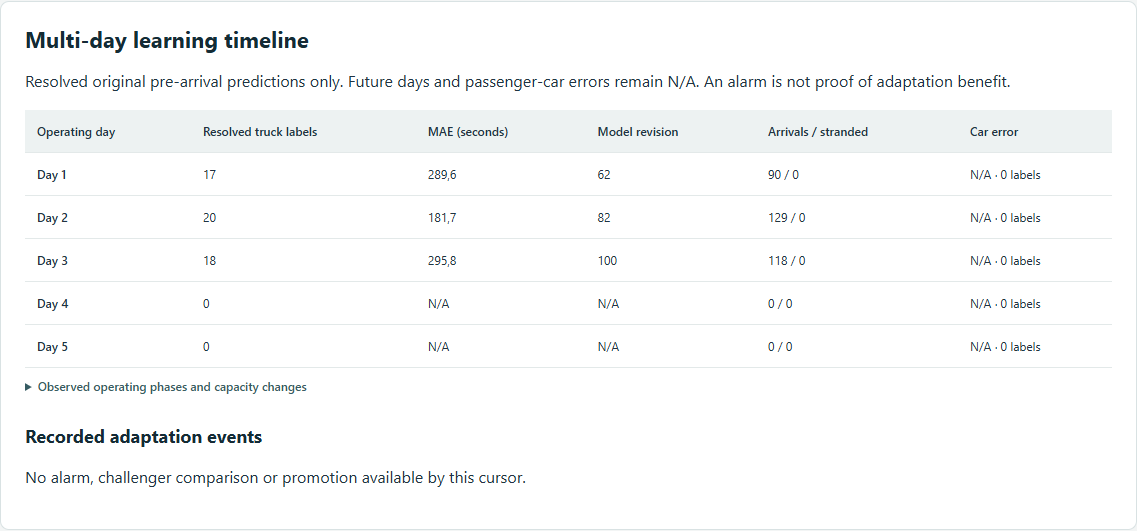 Multi-day learning timeline
Resolved original pre-arrival predictions only. Future days and passenger-car errors remain N/A. An alarm is not proof of adaptation benefit.
Operating day Resolved truck labels MAE (seconds) Model revision Arrivals / stranded Car error
Day 1 17 289,6 62 90 / 0 N/A · 0 labels
Day 2 20 181,7 82 129 / 0 N/A · 0 labels
Day 3 18 295,8 100 118 / 0 N/A · 0 labels
Day 4 0 N/A N/A 0 / 0 N/A · 0 labels
Day 5 0 N/A N/A 0 / 0 N/A · 0 labels
Observed operating phases and capacity changes
Recorded adaptation events
No alarm, challenger comparison or promotion available by this cursor.